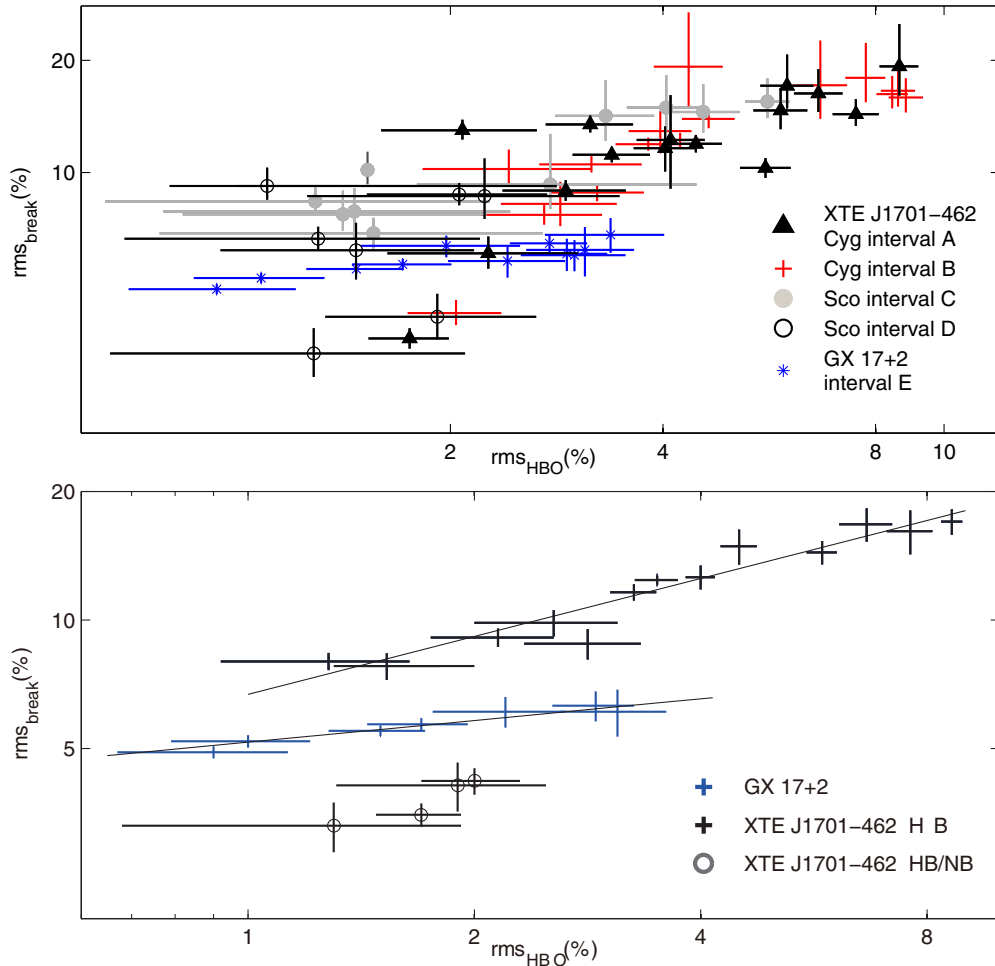 20
10
rms_break(%)
XTE J1701−462
Cyg interval A
Cyg interval B
Sco interval C
Sco interval D
GX 17+2
interval E
2
4
8
10
rms_HBO(%)
20
10
5
rms_break(%)
GX 17+2
XTE J1701−462 H B
XTE J1701−462 HB/NB
1
2
4
8
rms_HBO(%)